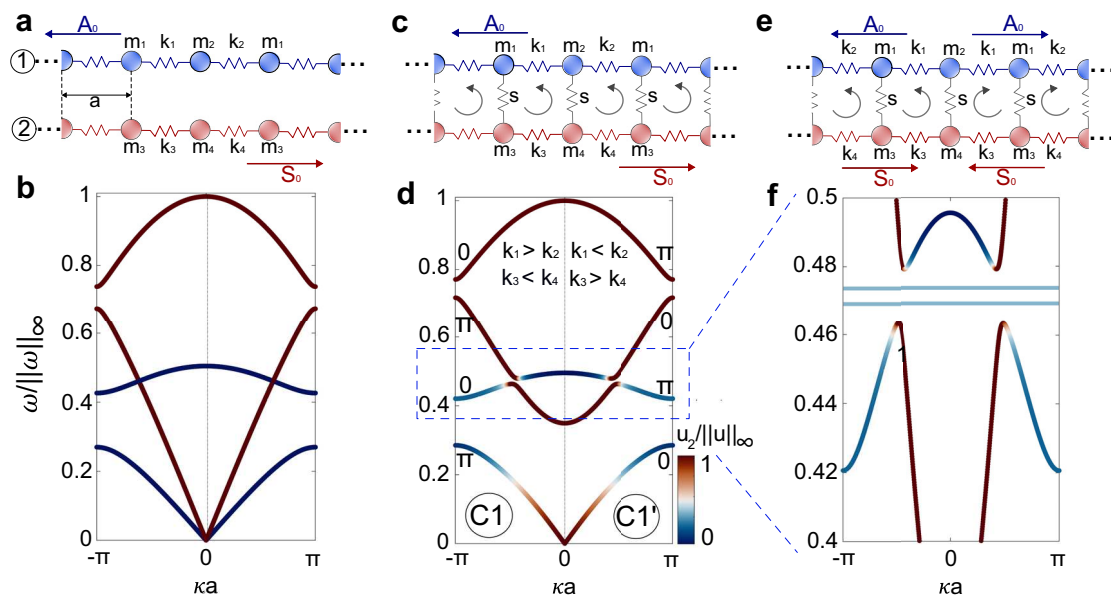 a
A₀
m₁ k₁ m₂ k₂ m₁
1
a
2
m₃ k₃ m₄ k₄ m₃
S₀
b
1
0.8
0.6
0.4
0.2
0
ω/||ω||∞
-π 0 π
κa
c
A₀
m₁ k₁ m₂ k₂ m₁
s s s
m₃ k₃ m₄ k₄ m₃
S₀
d
1
0.8
0.6
0.4
0.2
0
0 k₁ > k₂ k₁ < k₂ π
k₃ < k₄ k₃ > k₄
π 0
0 π
π 0
u₂/||u||∞
1
0
C1 C1'
-π 0 π
κa
e
A₀ A₀
k₂ m₁ k₁ m₂ k₁ m₁ k₂
s s s
k₄ m₃ k₃ m₄ k₃ m₃ k₄
S₀ S₀
f
0.5
0.48
0.46
0.44
0.42
0.4
1
-π 0 π
κa